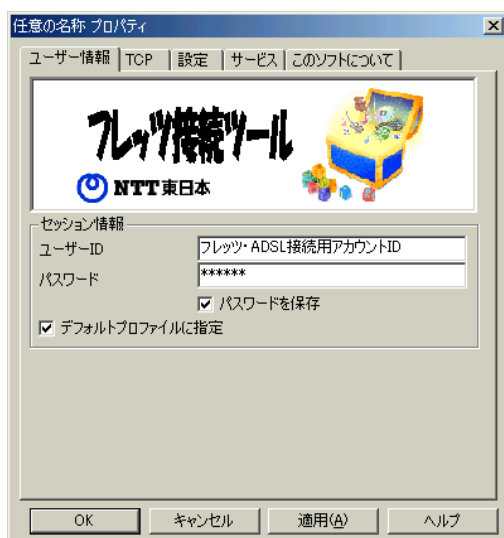 任意の名称 プロパティ
ユーザー情報 TCP 設定 サービス このソフトについて
フレッツ接続ツール
NTT東日本
セッション情報
ユーザーID フレッツ・ADSL接続用アカウントID
パスワード ******
パスワードを保存
デフォルトプロファイルに指定
OK キャンセル 適用(A) ヘルプ